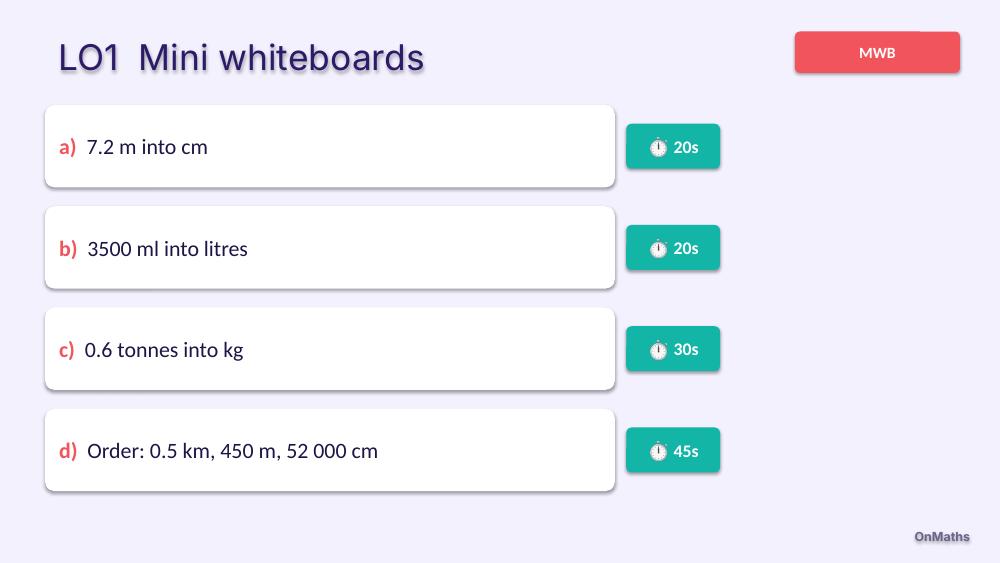 LO1 Mini whiteboards
MWB
a) 7.2 m into cm
⏱ 20s
b) 3500 ml into litres
⏱ 20s
c) 0.6 tonnes into kg
⏱ 30s
d) Order: 0.5 km, 450 m, 52 000 cm
⏱ 45s
OnMaths